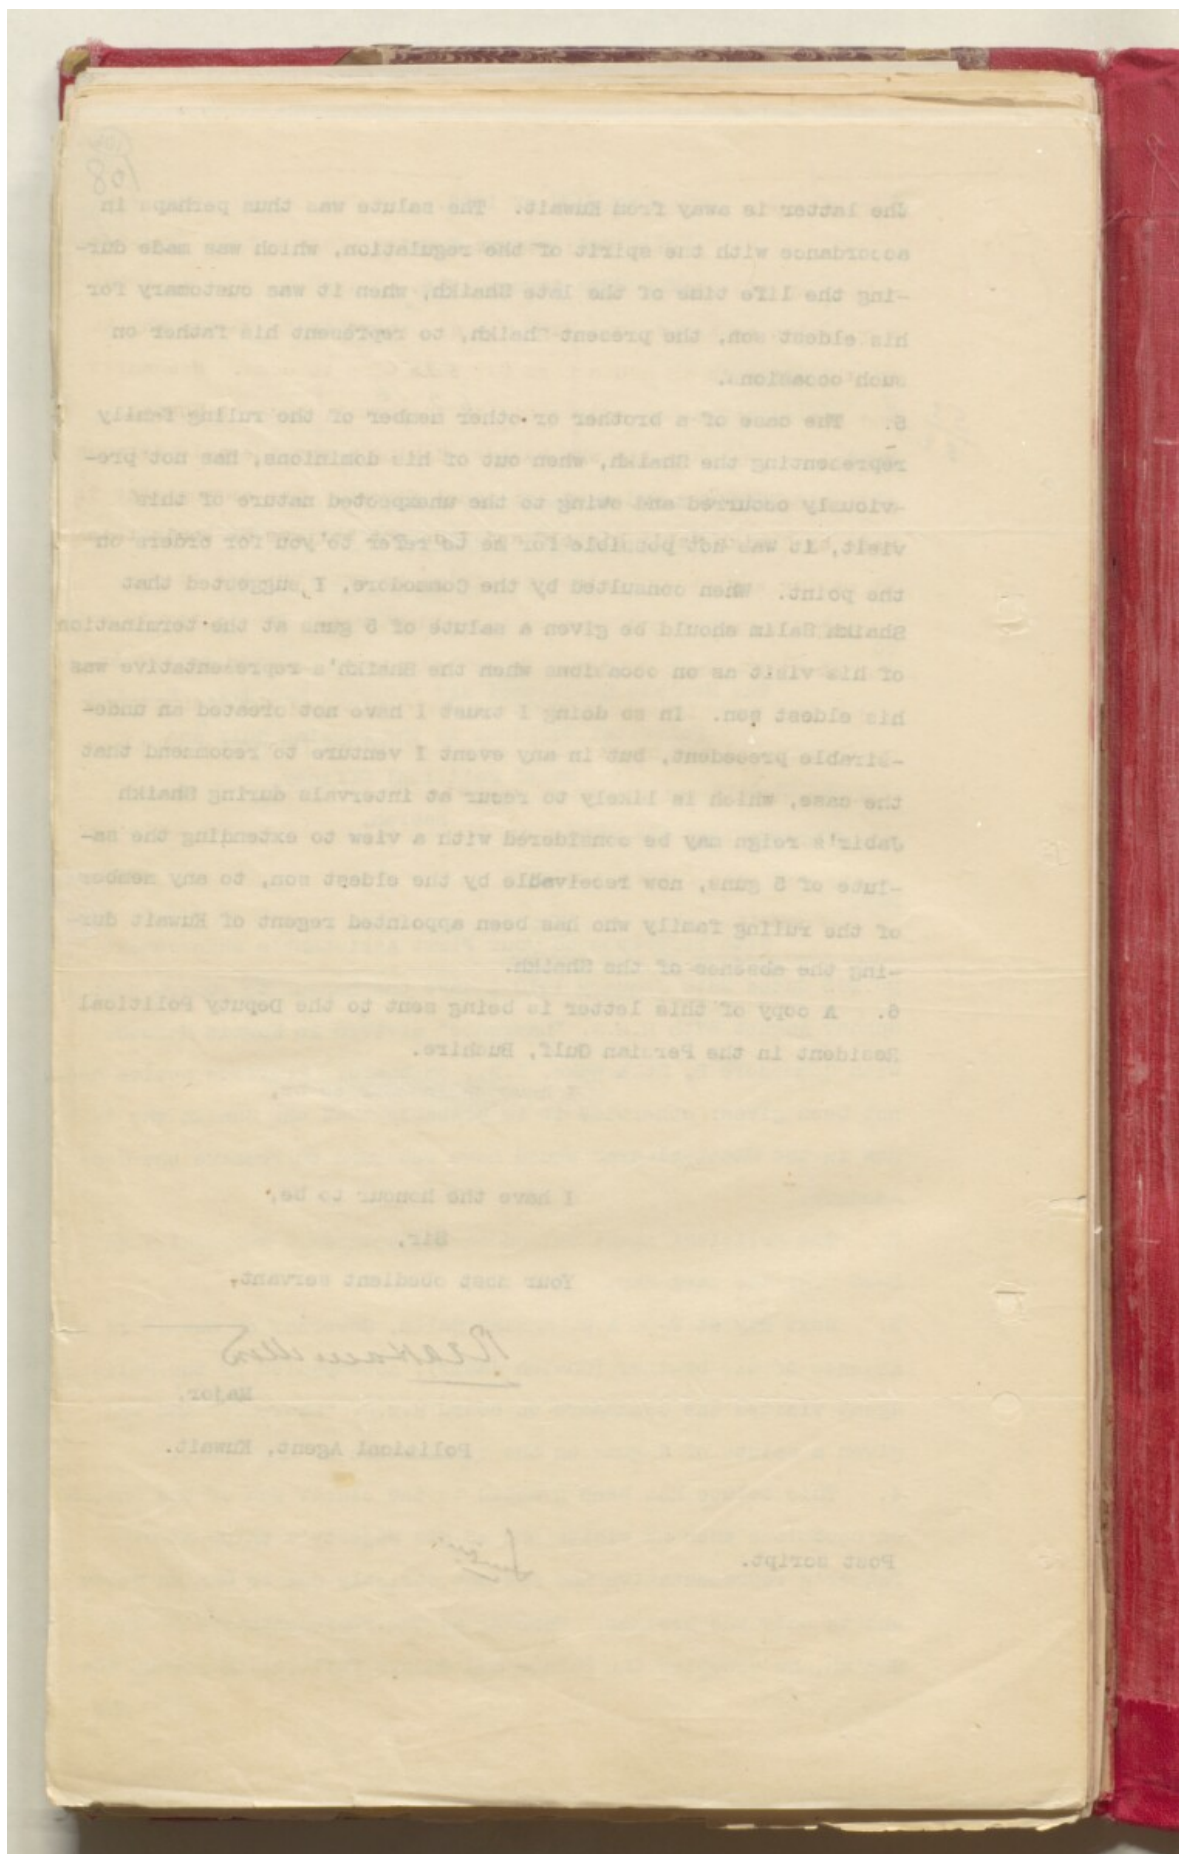 108
the latter is away from Kuwait. The salute was thus perhaps in
accordance with the spirit of the regulation, which was made dur-
-ing the life time of the late Shaikh, when it was customary for
his eldest son, the present Shaikh, to represent his father on
such occasions.
5. The case of a brother or other member of the ruling family
representing the Shaikh, when out of his dominions, has not pre-
-viously occurred and owing to the unexpected nature of this
visit, it was not possible for me to refer to you for orders on
the point. When consulted by the Commodore, I suggested that
Shaikh Salim should be given a salute of 5 guns at the termination
of his visit as on occasions when the Shaikh's representative was
his eldest son. In so doing I trust I have not created an unde-
-sirable precedent, but in any event I venture to recommend that
the case, which is likely to recur at intervals during Shaikh
Jabir's reign may be considered with a view to extending the sa-
-lute of 5 guns, now receivable by the eldest son, to any member
of the ruling family who has been appointed regent of Kuwait dur-
-ing the absence of the Shaikh.
6. A copy of this letter is being sent to the Deputy Political
Resident in the Persian Gulf, Bushire.
I have the honour to be,
Sir,
Your most obedient servant,
Major,
Political Agent, Kuwait.
Post script.